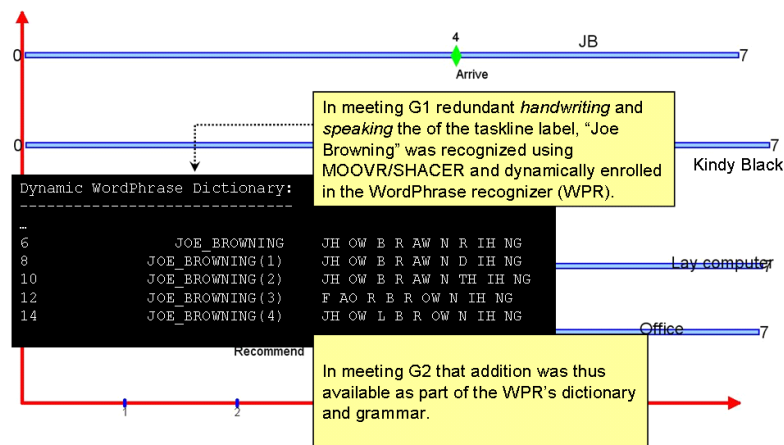 4
JB
0
7
Arrive
In meeting G1 redundant handwriting and
speaking the of the taskline label, “Joe
Browning” was recognized using
MOOVR/SHACER and dynamically enrolled
in the WordPhrase recognizer (WPR).
0
7
Kindy Black
Dynamic WordPhrase Dictionary:
-----------------------------
…
6 JOE_BROWNING JH OW B R AW N R IH NG
8 JOE_BROWNING(1) JH OW B R AW N D IH NG
10 JOE_BROWNING(2) JH OW B R AW N TH IH NG
12 JOE_BROWNING(3) F AO R B R OW N IH NG
14 JOE_BROWNING(4) JH OW L B R OW N IH NG
Lay computer
7
Office
7
Recommend
In meeting G2 that addition was thus
available as part of the WPR’s dictionary
and grammar.
1
2